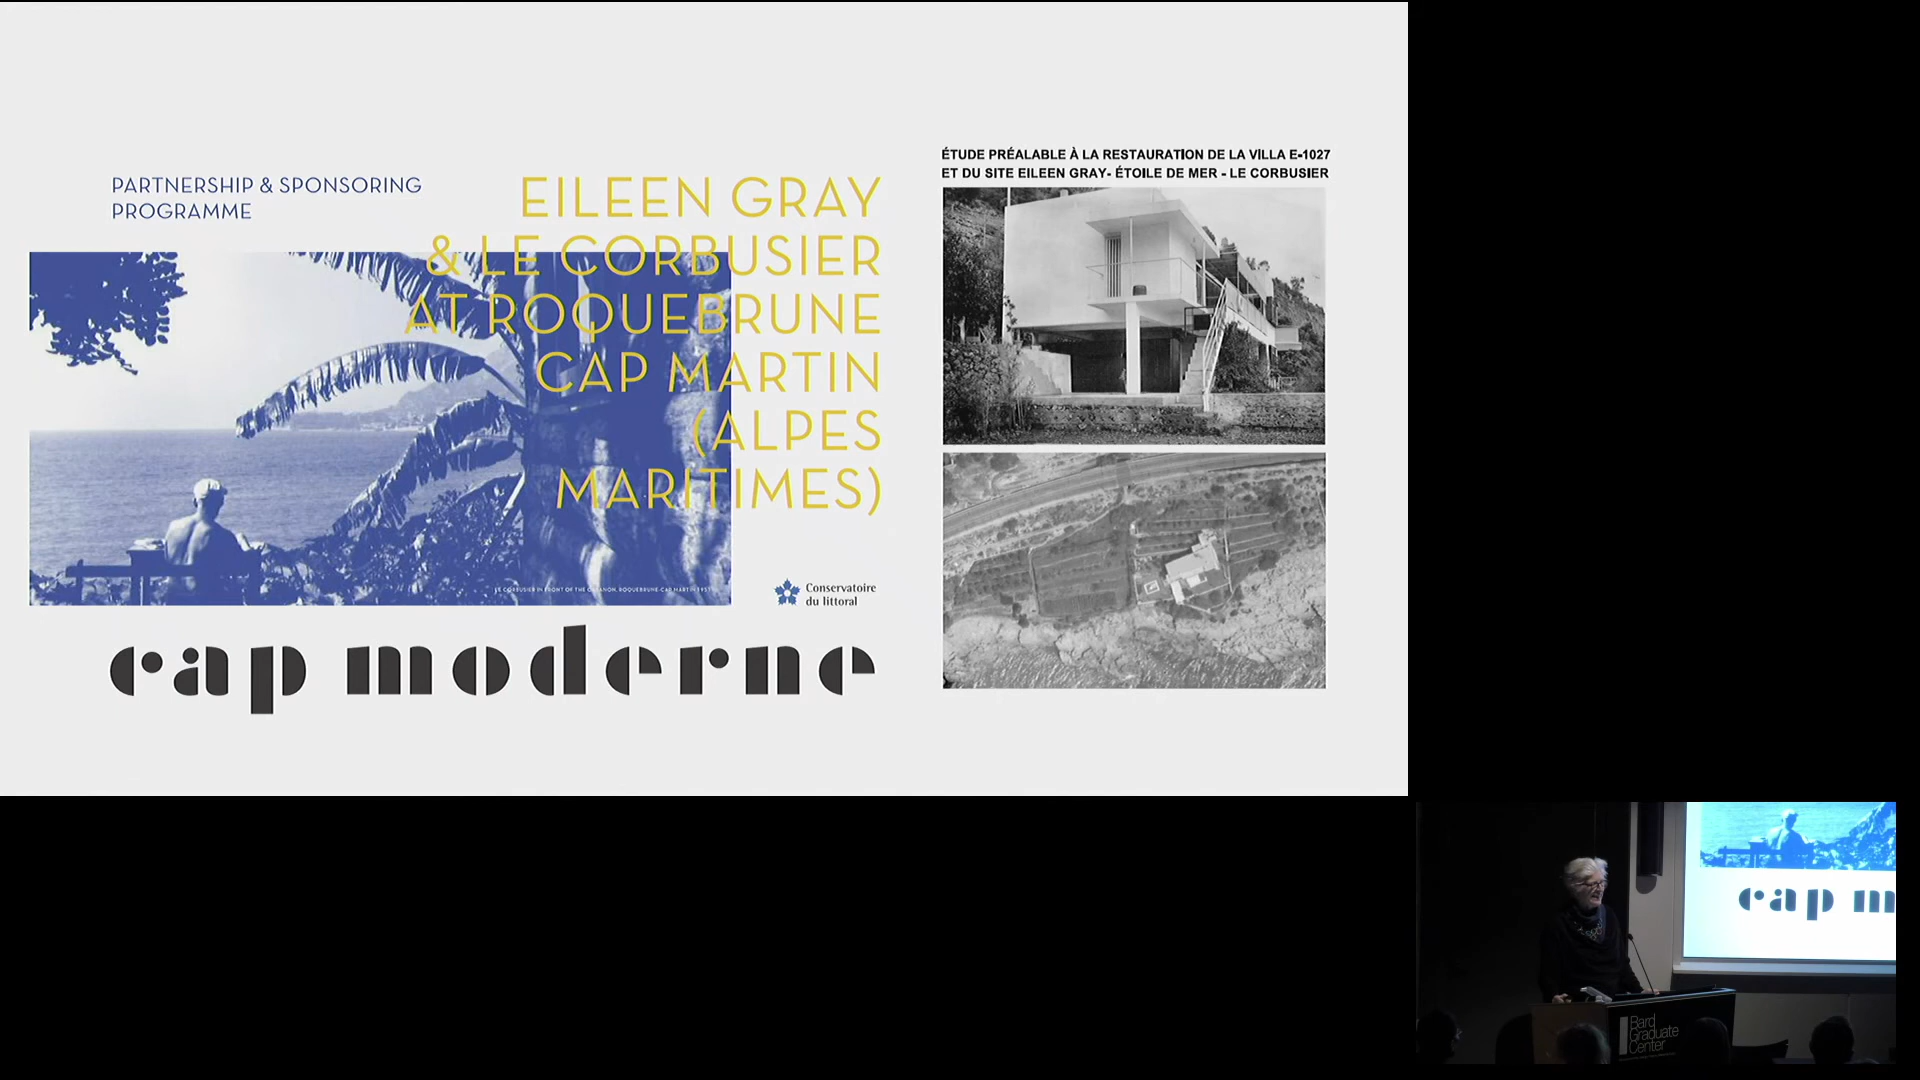 PARTNERSHIP & SPONSORING
PROGRAMME
EILEEN GRAY
& LE CORBUSIER
AT ROQUEBRUNE
CAP MARTIN
(ALPES
MARITIMES)
LE CORBUSIER IN FRONT OF THE CABANON, ROQUEBRUNE-CAP MARTIN
Conservatoire
du littoral
cap moderne
ÉTUDE PRÉALABLE À LA RESTAURATION DE LA VILLA E-1027
ET DU SITE EILEEN GRAY- ÉTOILE DE MER - LE CORBUSIER
cap m
Bard
Graduate
Center